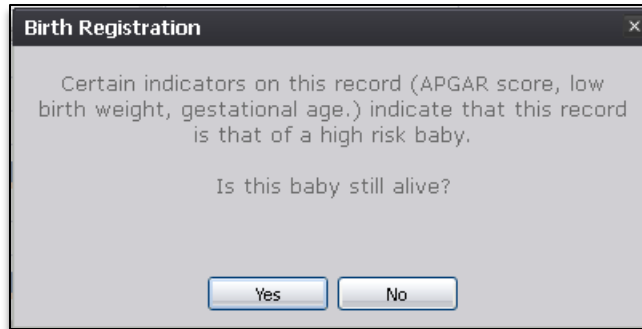 Birth Registration
Certain indicators on this record (APGAR score, low
birth weight, gestational age.) indicate that this record
is that of a high risk baby.
Is this baby still alive?
Yes No